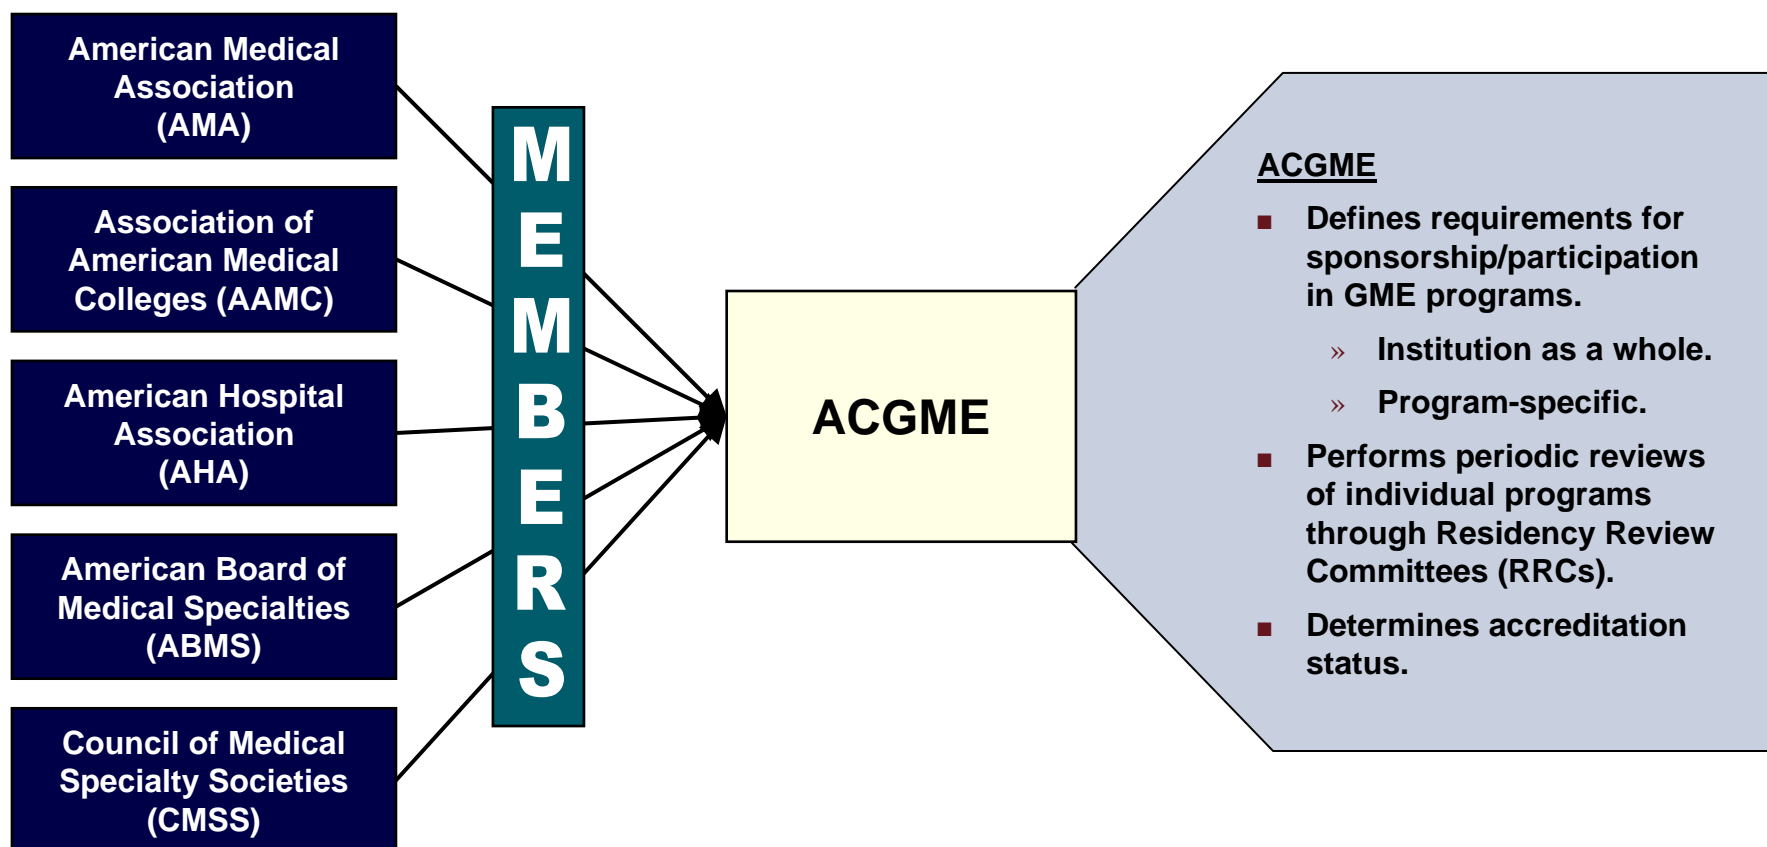 American Medical
Association
(AMA)
Association of
American Medical
Colleges (AAMC)
American Hospital
Association
(AHA)
American Board of
Medical Specialties
(ABMS)
Council of Medical
Specialty Societies
(CMSS)
MEMBERS
ACGME
ACGME
■ Defines requirements for
sponsorship/participation
in GME programs.
» Institution as a whole.
» Program-specific.
■ Performs periodic reviews
of individual programs
through Residency Review
Committees (RRCs).
■ Determines accreditation
status.